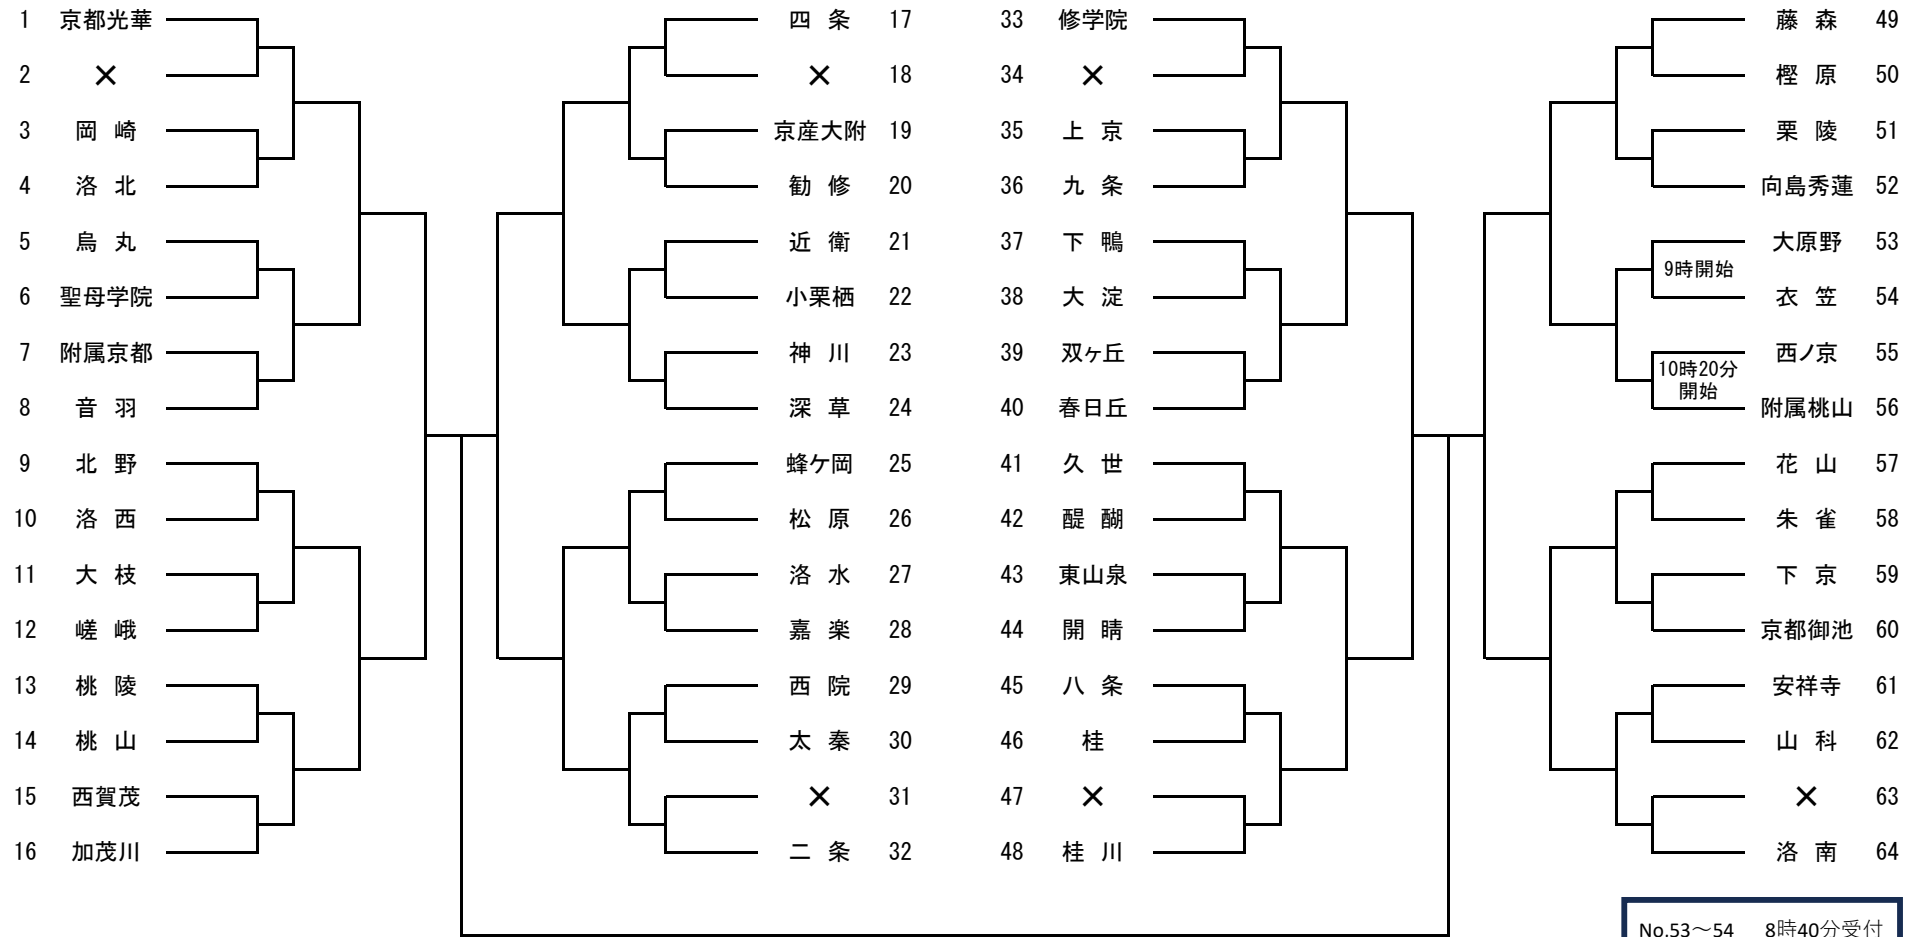 1 京都光華
2 ×
3 岡 崎
4 洛 北
5 烏 丸
6 聖母学院
7 附属京都
8 音 羽
9 北 野
10 洛 西
11 大 枝
12 嵯 峨
13 桃 陵
14 桃 山
15 西賀茂
16 加茂川
四 条 17
× 18
京産大附 19
勧 修 20
近 衛 21
小栗栖 22
神 川 23
深 草 24
蜂ケ岡 25
松 原 26
洛 水 27
嘉 楽 28
西 院 29
太 秦 30
× 31
二 条 32
33 修学院
34 ×
35 上 京
36 九 条
37 下 鴨
38 大 淀
39 双ヶ丘
40 春日丘
41 久 世
42 醍 醐
43 東山泉
44 開 睛
45 八 条
46 桂
47 ×
48 桂 川
藤 森 49
樫 原 50
栗 陵 51
向島秀蓮 52
大原野 53
9時開始
衣 笠 54
西ノ京 55
10時20分
開始
附属桃山 56
花 山 57
朱 雀 58
下 京 59
京都御池 60
安祥寺 61
山 科 62
× 63
洛 南 64
No.53～54 8時40分受付